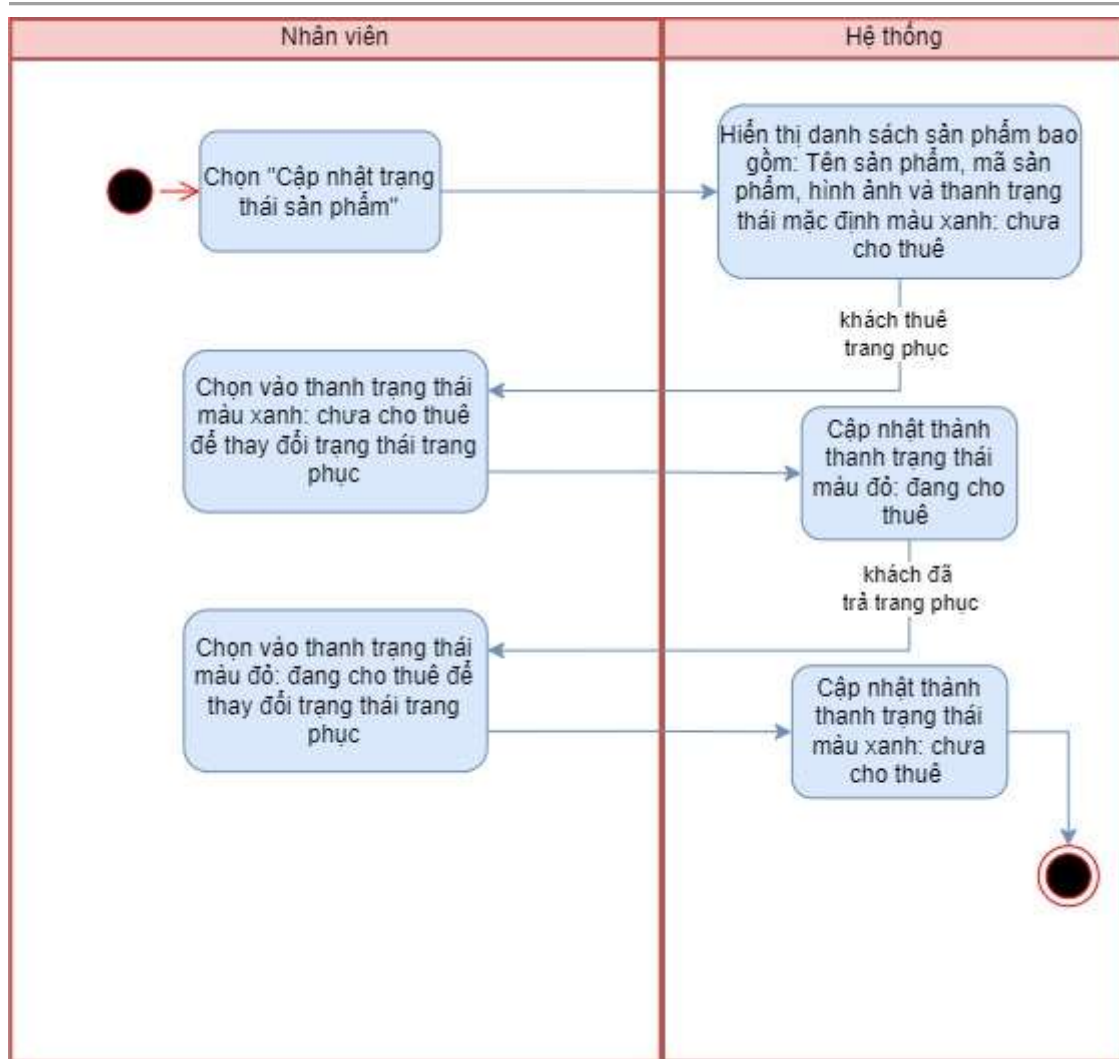 Nhân viên
Hệ thống
Chọn "Cập nhật trạng
thái sản phẩm"
Hiển thị danh sách sản phẩm bao
gồm: Tên sản phẩm, mã sản
phẩm, hình ảnh và thanh trạng
thái mặc định màu xanh: chưa
cho thuê
khách thuê
trang phục
Chọn vào thanh trạng thái
màu xanh: chưa cho thuê
để thay đổi trạng thái trang
phục
Cập nhật thành
thanh trạng thái
màu đỏ: đang cho
thuê
khách đã
trả trang phục
Chọn vào thanh trạng thái
màu đỏ: đang cho thuê để
thay đổi trạng thái trang
phục
Cập nhật thành
thanh trạng thái
màu xanh: chưa
cho thuê